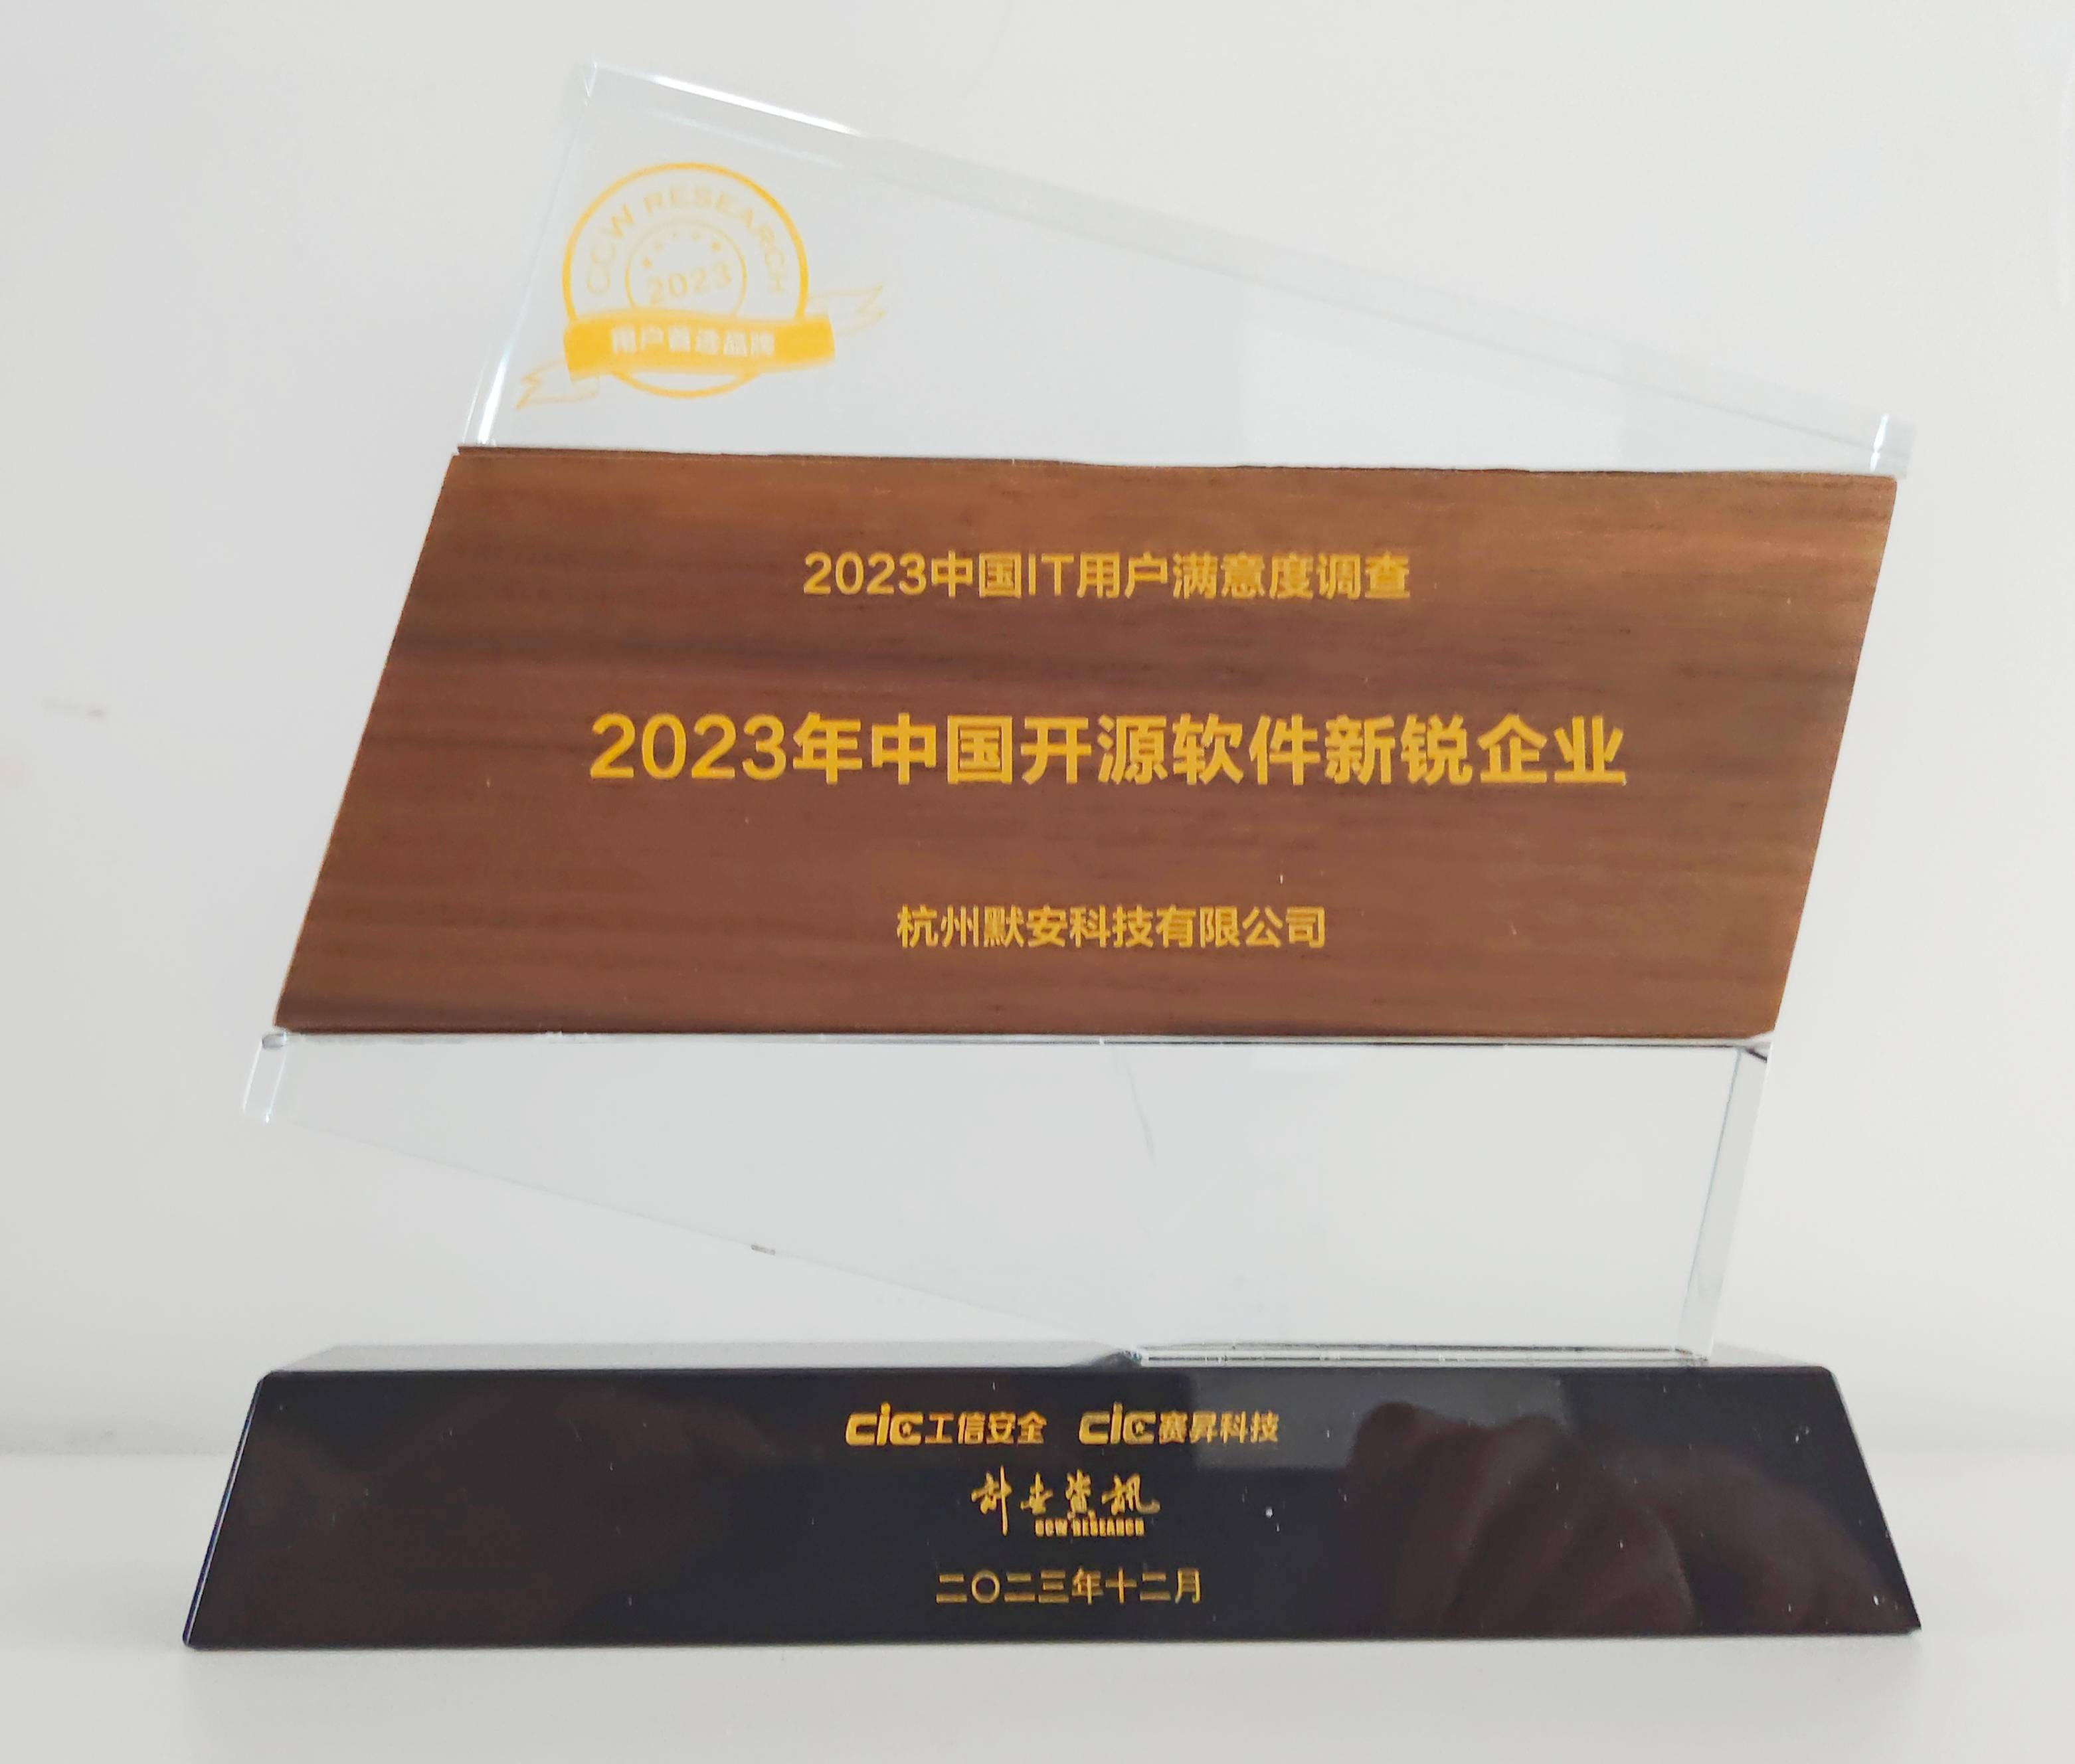 CCW RESEARCH
2023
用户首选品牌
2023中国IT用户满意度调查
2023年中国开源软件新锐企业
杭州默安科技有限公司
CiC工信安全 CiC赛昇科技
計世資訊
CCW RESEARCH
二〇二三年十二月